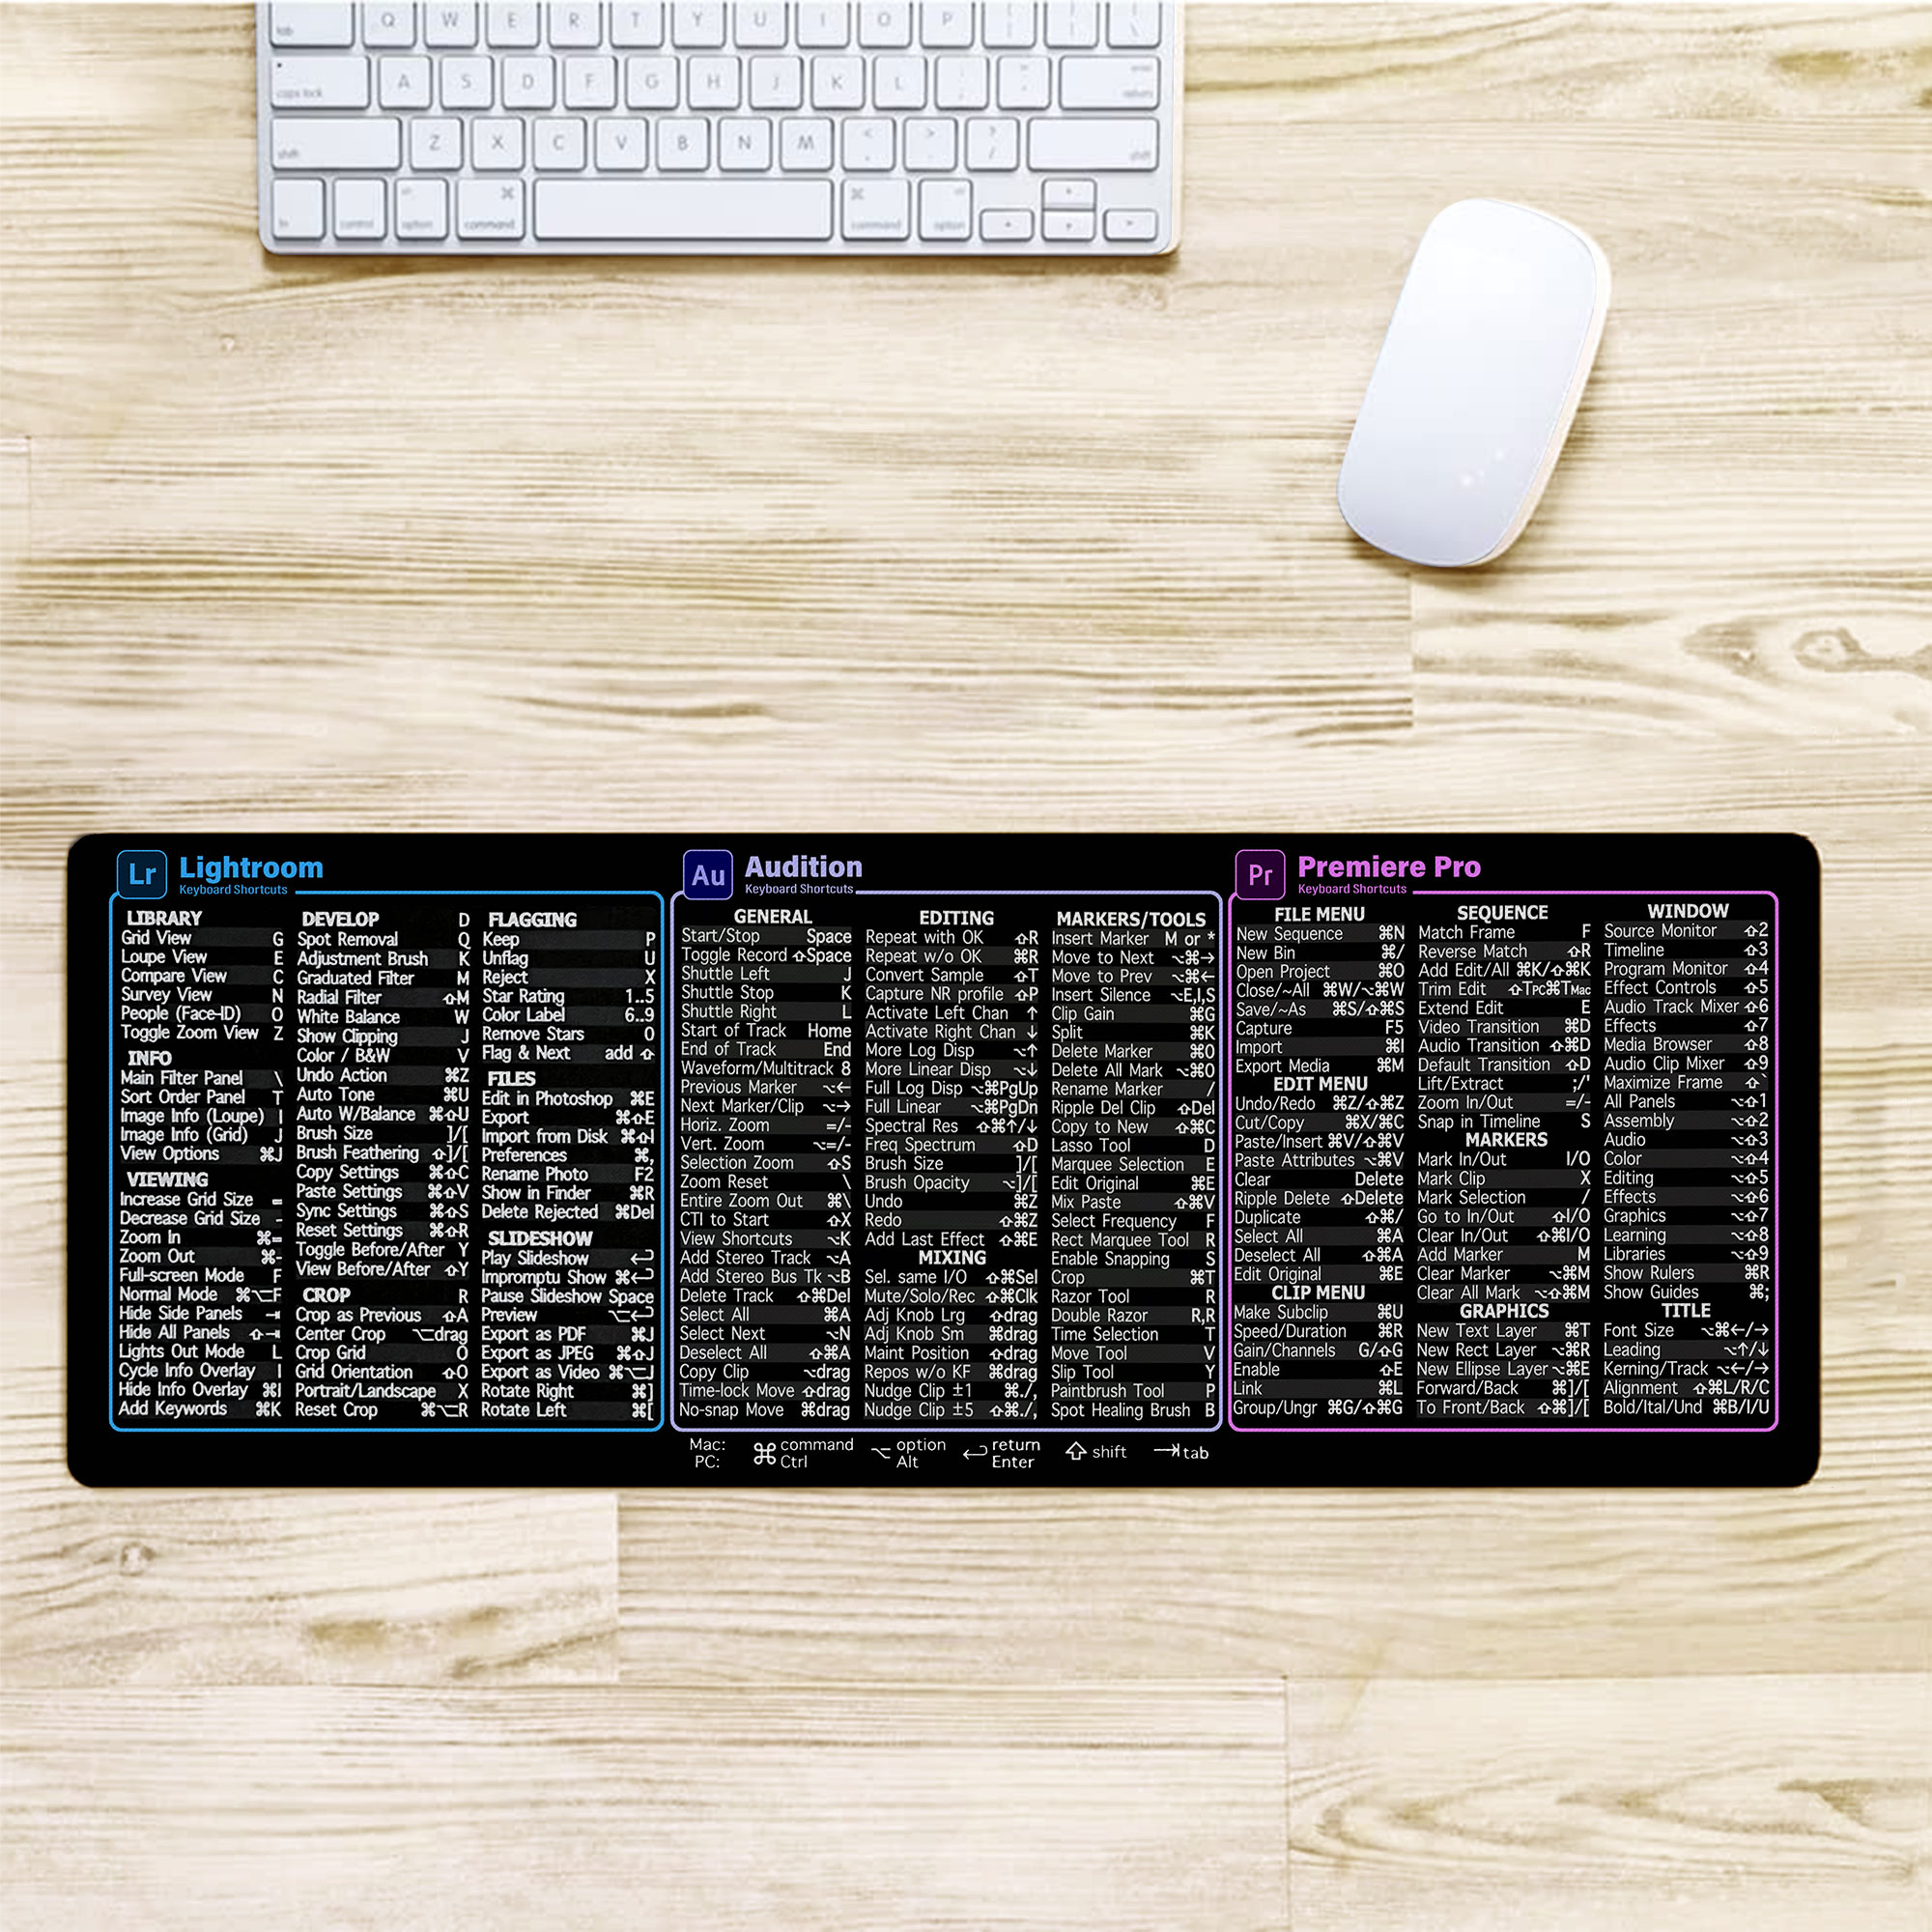 tab Q W E R T Y U I O P
caps lock A S D F G H J K L
shift Z X C V B N M < > ? / shift
control option ⌘ command ⌘ command option
Lr Lightroom
Keyboard Shortcuts
LIBRARY
Grid View G
Loupe View E
Compare View C
Survey View N
People (Face-ID) O
Toggle Zoom View Z
INFO
Main Filter Panel \
Sort Order Panel T
Image Info (Loupe) I
Image Info (Grid) J
View Options ⌘J
VIEWING
Increase Grid Size =
Decrease Grid Size -
Zoom In ⌘=
Zoom Out ⌘-
Full-screen Mode F
Normal Mode ⌘⌥F
Hide Side Panels ⇥
Hide All Panels ⇧⇥
Lights Out Mode L
Cycle Info Overlay I
Hide Info Overlay ⌘I
Add Keywords ⌘K
DEVELOP D
Spot Removal Q
Adjustment Brush K
Graduated Filter M
Radial Filter ⇧M
White Balance W
Show Clipping J
Color / B&W V
Undo Action ⌘Z
Auto Tone ⌘U
Auto W/Balance ⌘⇧U
Brush Size ]/[
Brush Feathering ⇧]/[
Copy Settings ⌘⇧C
Paste Settings ⌘⇧V
Sync Settings ⌘⇧S
Reset Settings ⌘⇧R
Toggle Before/After Y
View Before/After ⇧Y
CROP R
Crop as Previous ⇧A
Center Crop ⌥drag
Crop Grid O
Grid Orientation ⇧O
Portrait/Landscape X
Reset Crop ⌘⌥R
FLAGGING
Keep P
Unflag U
Reject X
Star Rating 1..5
Color Label 6..9
Remove Stars 0
Flag & Next add ⇧
FILES
Edit in Photoshop ⌘E
Export ⌘⇧E
Import from Disk ⌘⇧I
Preferences ⌘,
Rename Photo F2
Show in Finder ⌘R
Delete Rejected ⌘Del
SLIDESHOW
Play Slideshow ↩
Impromptu Show ⌘↩
Pause Slideshow Space
Preview ⌥↩
Export as PDF ⌘J
Export as JPEG ⌘⇧J
Export as Video ⌘⌥J
Rotate Right ⌘]
Rotate Left ⌘[
Au Audition
Keyboard Shortcuts
GENERAL
Start/Stop Space
Toggle Record ⇧Space
Shuttle Left J
Shuttle Stop K
Shuttle Right L
Start of Track Home
End of Track End
Waveform/Multitrack 8
Previous Marker ⌥←
Next Marker/Clip ⌥→
Horiz. Zoom =/-
Vert. Zoom ⌥=/-
Selection Zoom ⇧S
Zoom Reset \
Entire Zoom Out ⌘\
CTI to Start ⇧X
View Shortcuts ⌥K
Add Stereo Track ⌥A
Add Stereo Bus Tk ⌥B
Delete Track ⇧⌘Del
Select All ⌘A
Select Next ⌥N
Deselect All ⇧⌘A
Copy Clip ⌥drag
Time-lock Move ⇧drag
No-snap Move ⌘drag
EDITING
Repeat with OK ⇧R
Repeat w/o OK ⌘R
Convert Sample ⇧T
Capture NR profile ⇧P
Activate Left Chan ↑
Activate Right Chan ↓
More Log Disp ⌥↑
More Linear Disp ⌥↓
Full Log Disp ⌥⌘PgUp
Full Linear ⌥⌘PgDn
Spectral Res ⇧⌘↑/↓
Freq Spectrum ⇧D
Brush Size ]/[
Brush Opacity ⌥]/[
Undo ⌘Z
Redo ⇧⌘Z
Add Last Effect ⇧⌘E
MIXING
Sel. same I/O ⇧⌘Sel
Mute/Solo/Rec ⇧⌘Clk
Adj Knob Lrg ⇧drag
Adj Knob Sm ⌘drag
Maint Position ⇧drag
Repos w/o KF ⌘drag
Nudge Clip ±1 ⌘./,
Nudge Clip ±5 ⇧⌘./,
MARKERS/TOOLS
Insert Marker M or *
Move to Next ⌥⌘→
Move to Prev ⌥⌘←
Insert Silence ⌥E,I,S
Clip Gain ⌘G
Split ⌘K
Delete Marker ⌘0
Delete All Mark ⌥⌘0
Rename Marker /
Ripple Del Clip ⇧Del
Copy to New ⇧⌘C
Lasso Tool D
Marquee Selection E
Edit Original ⌘E
Mix Paste ⇧⌘V
Select Frequency F
Rect Marquee Tool R
Enable Snapping S
Crop ⌘T
Razor Tool R
Double Razor R,R
Time Selection T
Move Tool V
Slip Tool Y
Paintbrush Tool P
Spot Healing Brush B
Pr Premiere Pro
Keyboard Shortcuts
FILE MENU
New Sequence ⌘N
New Bin ⌘/
Open Project ⌘O
Close/~All ⌘W/⌥⌘W
Save/~As ⌘S/⇧⌘S
Capture F5
Import ⌘I
Export Media ⌘M
EDIT MENU
Undo/Redo ⌘Z/⇧⌘Z
Cut/Copy ⌘X/⌘C
Paste/Insert ⌘V/⇧⌘V
Paste Attributes ⌥⌘V
Clear Delete
Ripple Delete ⇧Delete
Duplicate ⇧⌘/
Select All ⌘A
Deselect All ⇧⌘A
Edit Original ⌘E
CLIP MENU
Make Subclip ⌘U
Speed/Duration ⌘R
Gain/Channels G/⇧G
Enable ⇧E
Link ⌘L
Group/Ungr ⌘G/⇧⌘G
SEQUENCE
Match Frame F
Reverse Match ⇧R
Add Edit/All ⌘K/⇧⌘K
Trim Edit ⇧TPC⌘TMac
Extend Edit E
Video Transition ⌘D
Audio Transition ⇧⌘D
Default Transition ⇧D
Lift/Extract ;/'
Zoom In/Out =/-
Snap in Timeline S
MARKERS
Mark In/Out I/O
Mark Clip X
Mark Selection /
Go to In/Out ⇧I/O
Clear In/Out ⇧⌘I/O
Add Marker M
Clear Marker ⌥⌘M
Clear All Mark ⌥⇧⌘M
GRAPHICS
New Text Layer ⌘T
New Rect Layer ⌥⌘R
New Ellipse Layer ⌥⌘E
Forward/Back ⌘]/[
To Front/Back ⇧⌘]/[
WINDOW
Source Monitor ⇧2
Timeline ⇧3
Program Monitor ⇧4
Effect Controls ⇧5
Audio Track Mixer ⇧6
Effects ⇧7
Media Browser ⇧8
Audio Clip Mixer ⇧9
Maximize Frame ⇧`
All Panels ⌥⇧1
Assembly ⌥⇧2
Audio ⌥⇧3
Color ⌥⇧4
Editing ⌥⇧5
Effects ⌥⇧6
Graphics ⌥⇧7
Learning ⌥⇧8
Libraries ⌥⇧9
Show Rulers ⌘R
Show Guides ⌘;
TITLE
Font Size ⌥⌘←/→
Leading ⌥↑/↓
Kerning/Track ⌥←/→
Alignment ⇧⌘L/R/C
Bold/Ital/Und ⌘B/I/U
Mac: ⌘ command ⌥ option ↩ return ⇧ shift ⇥ tab
PC: Ctrl Alt Enter